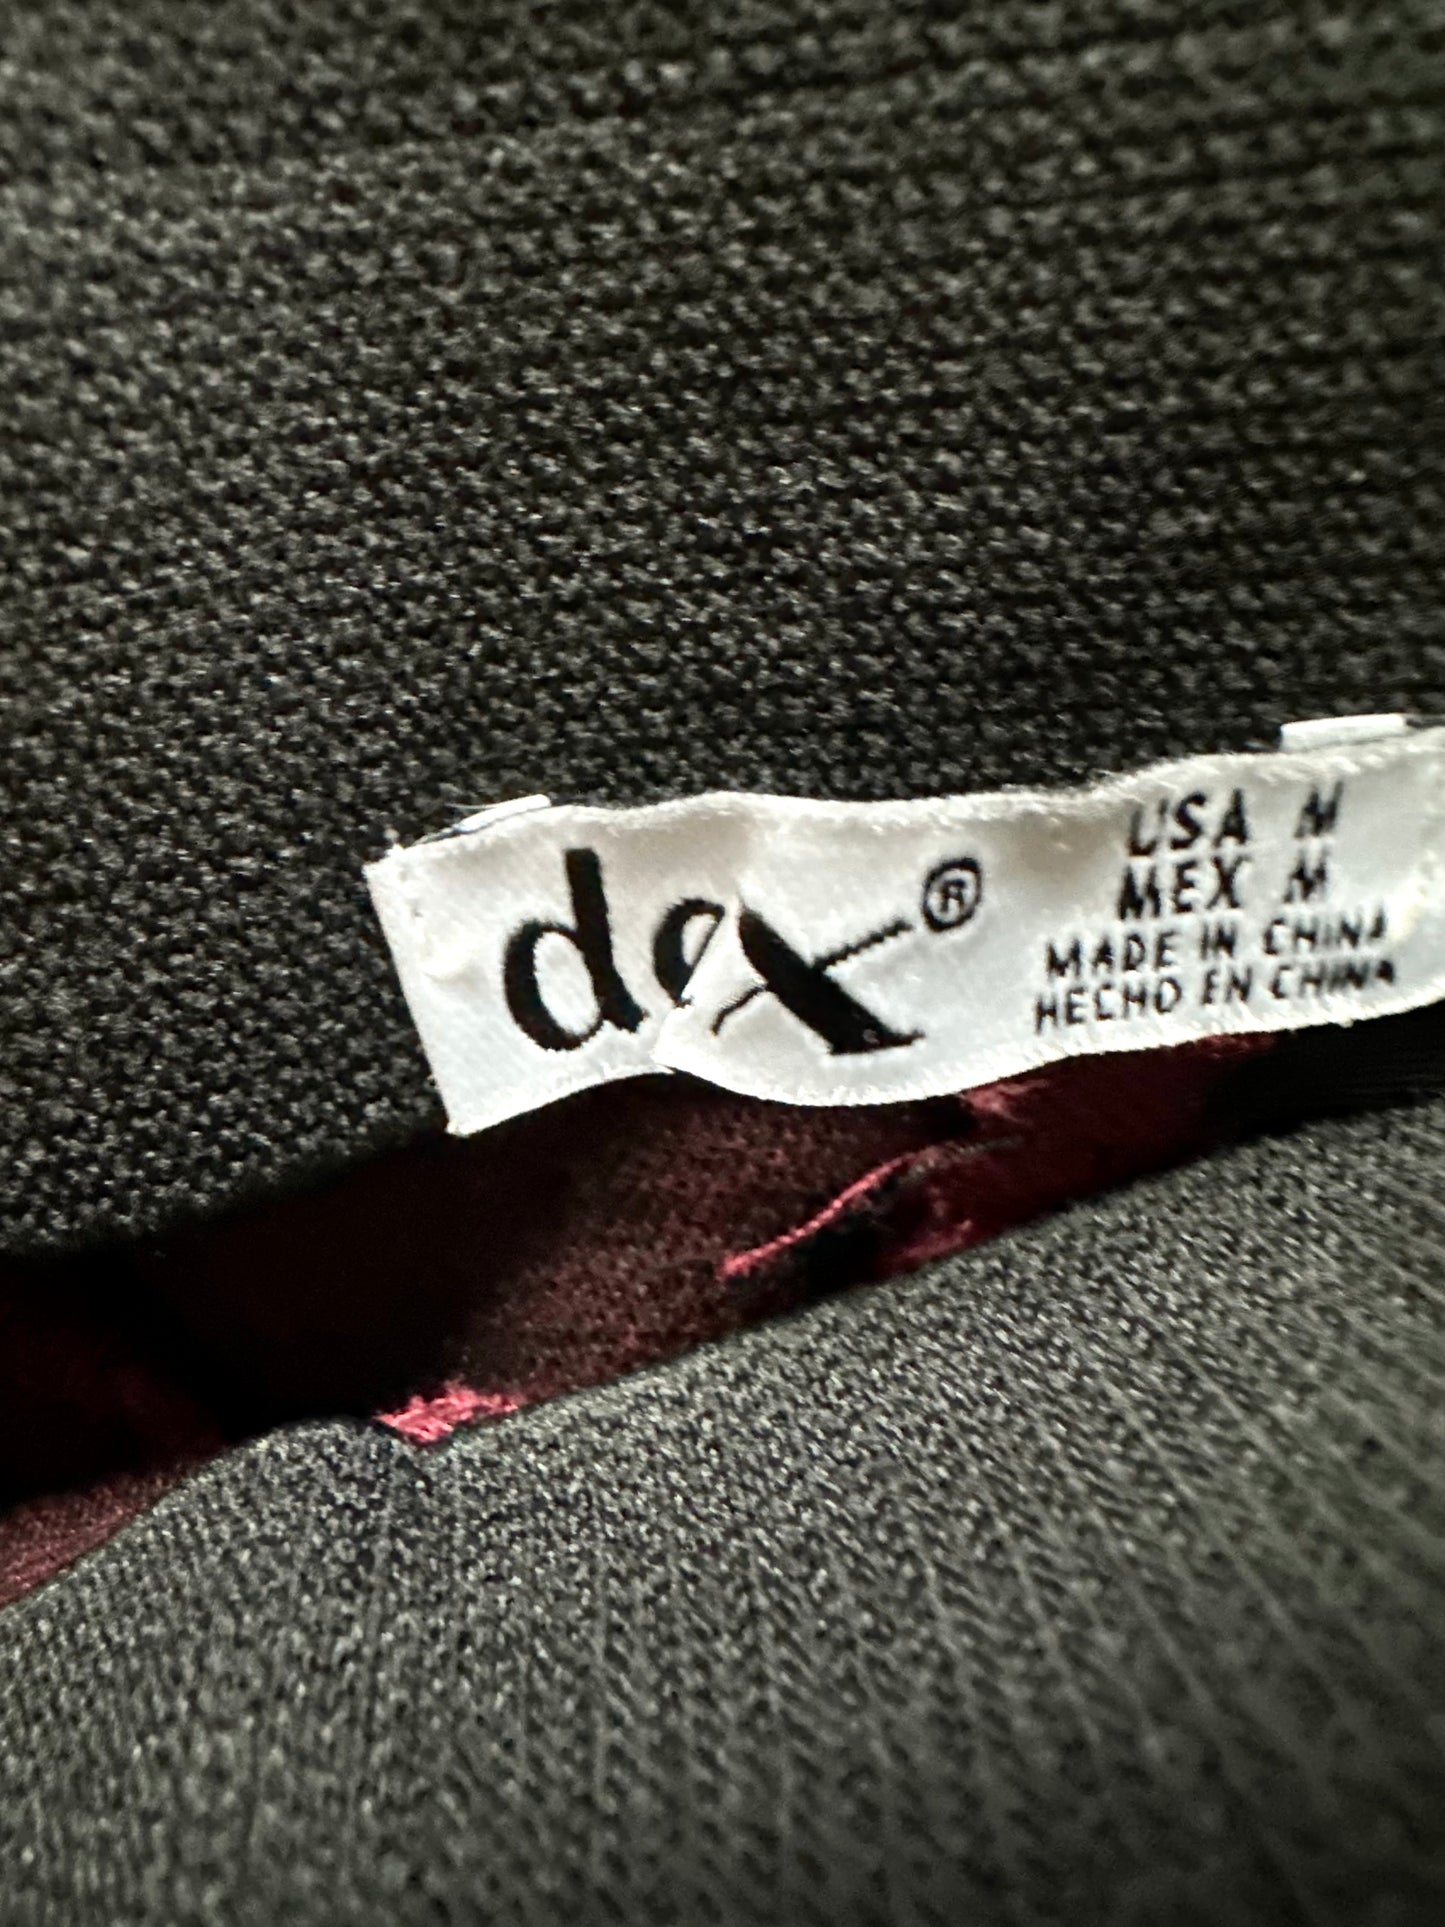 dex®
USA M
MEX M
MADE IN CHINA
HECHO EN CHINA